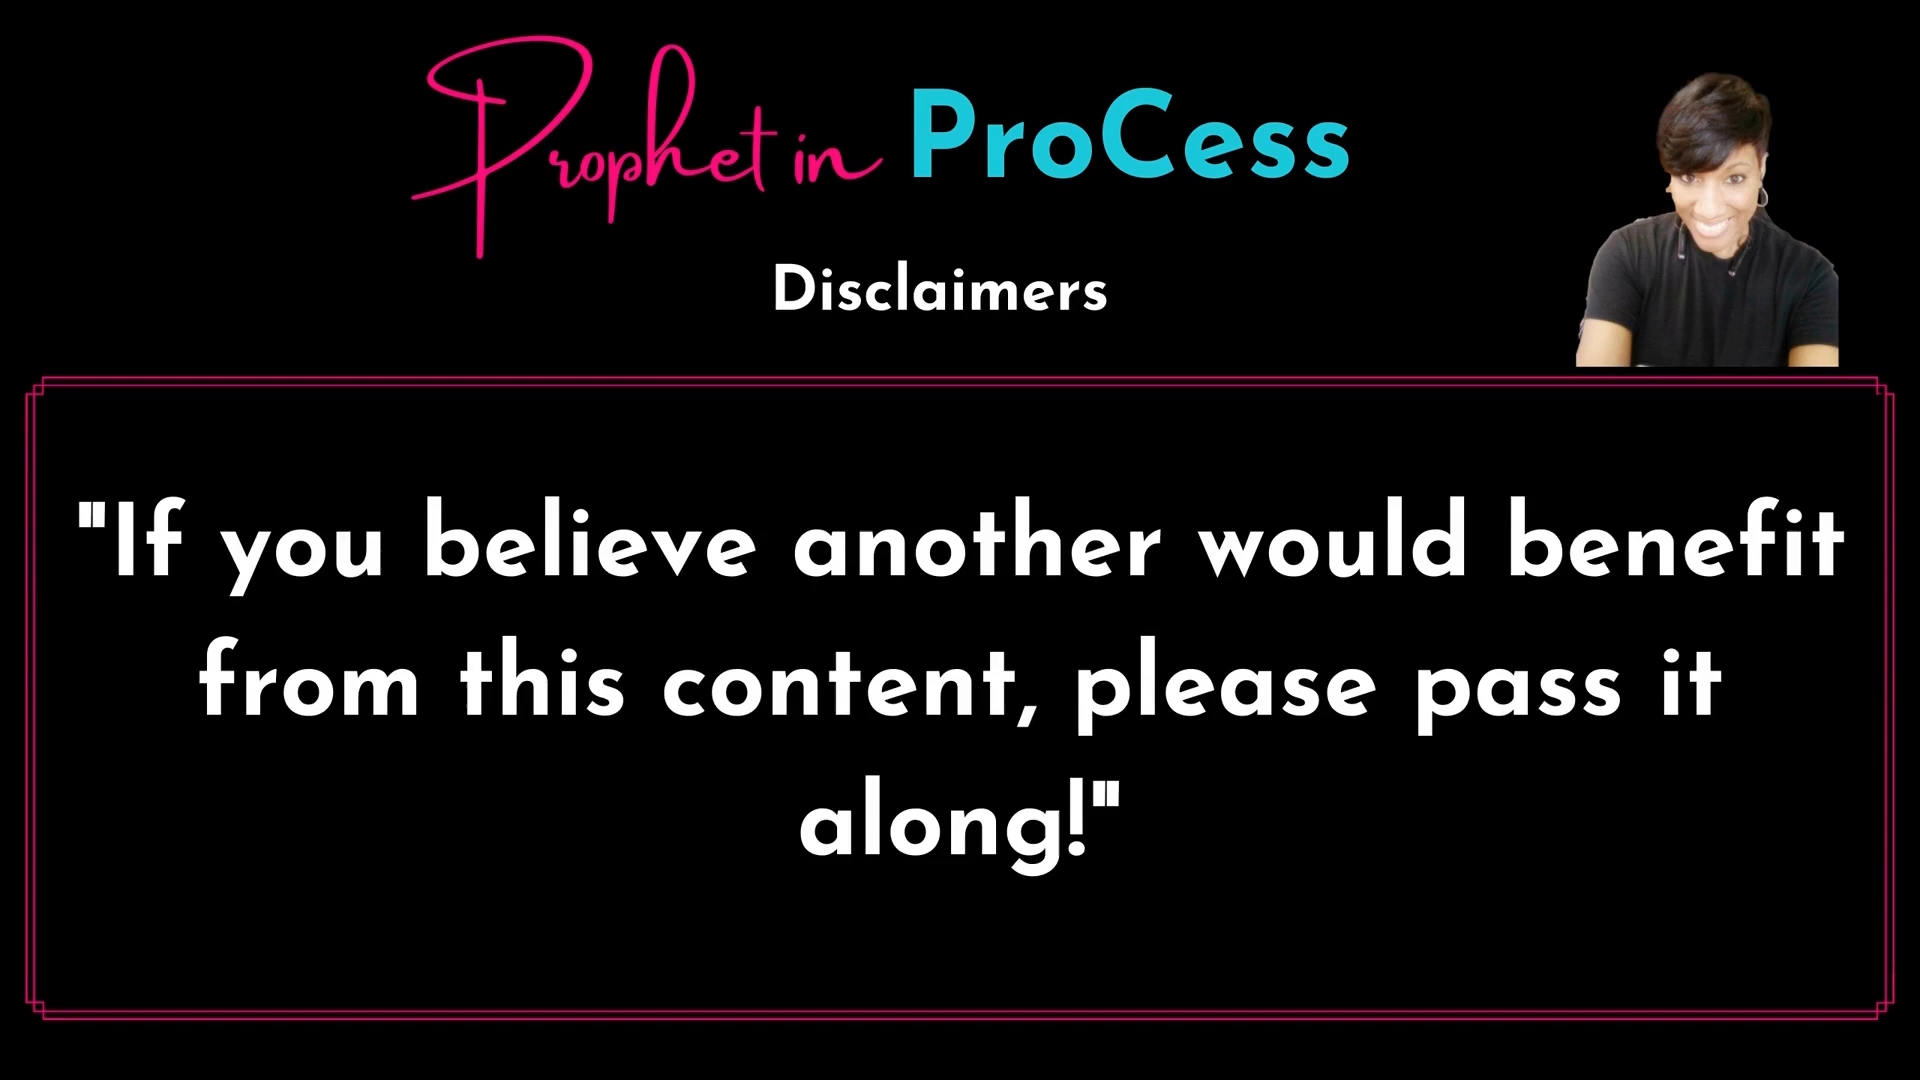 Prophet in ProCess
Disclaimers
"If you believe another would benefit
from this content, please pass it
along!"